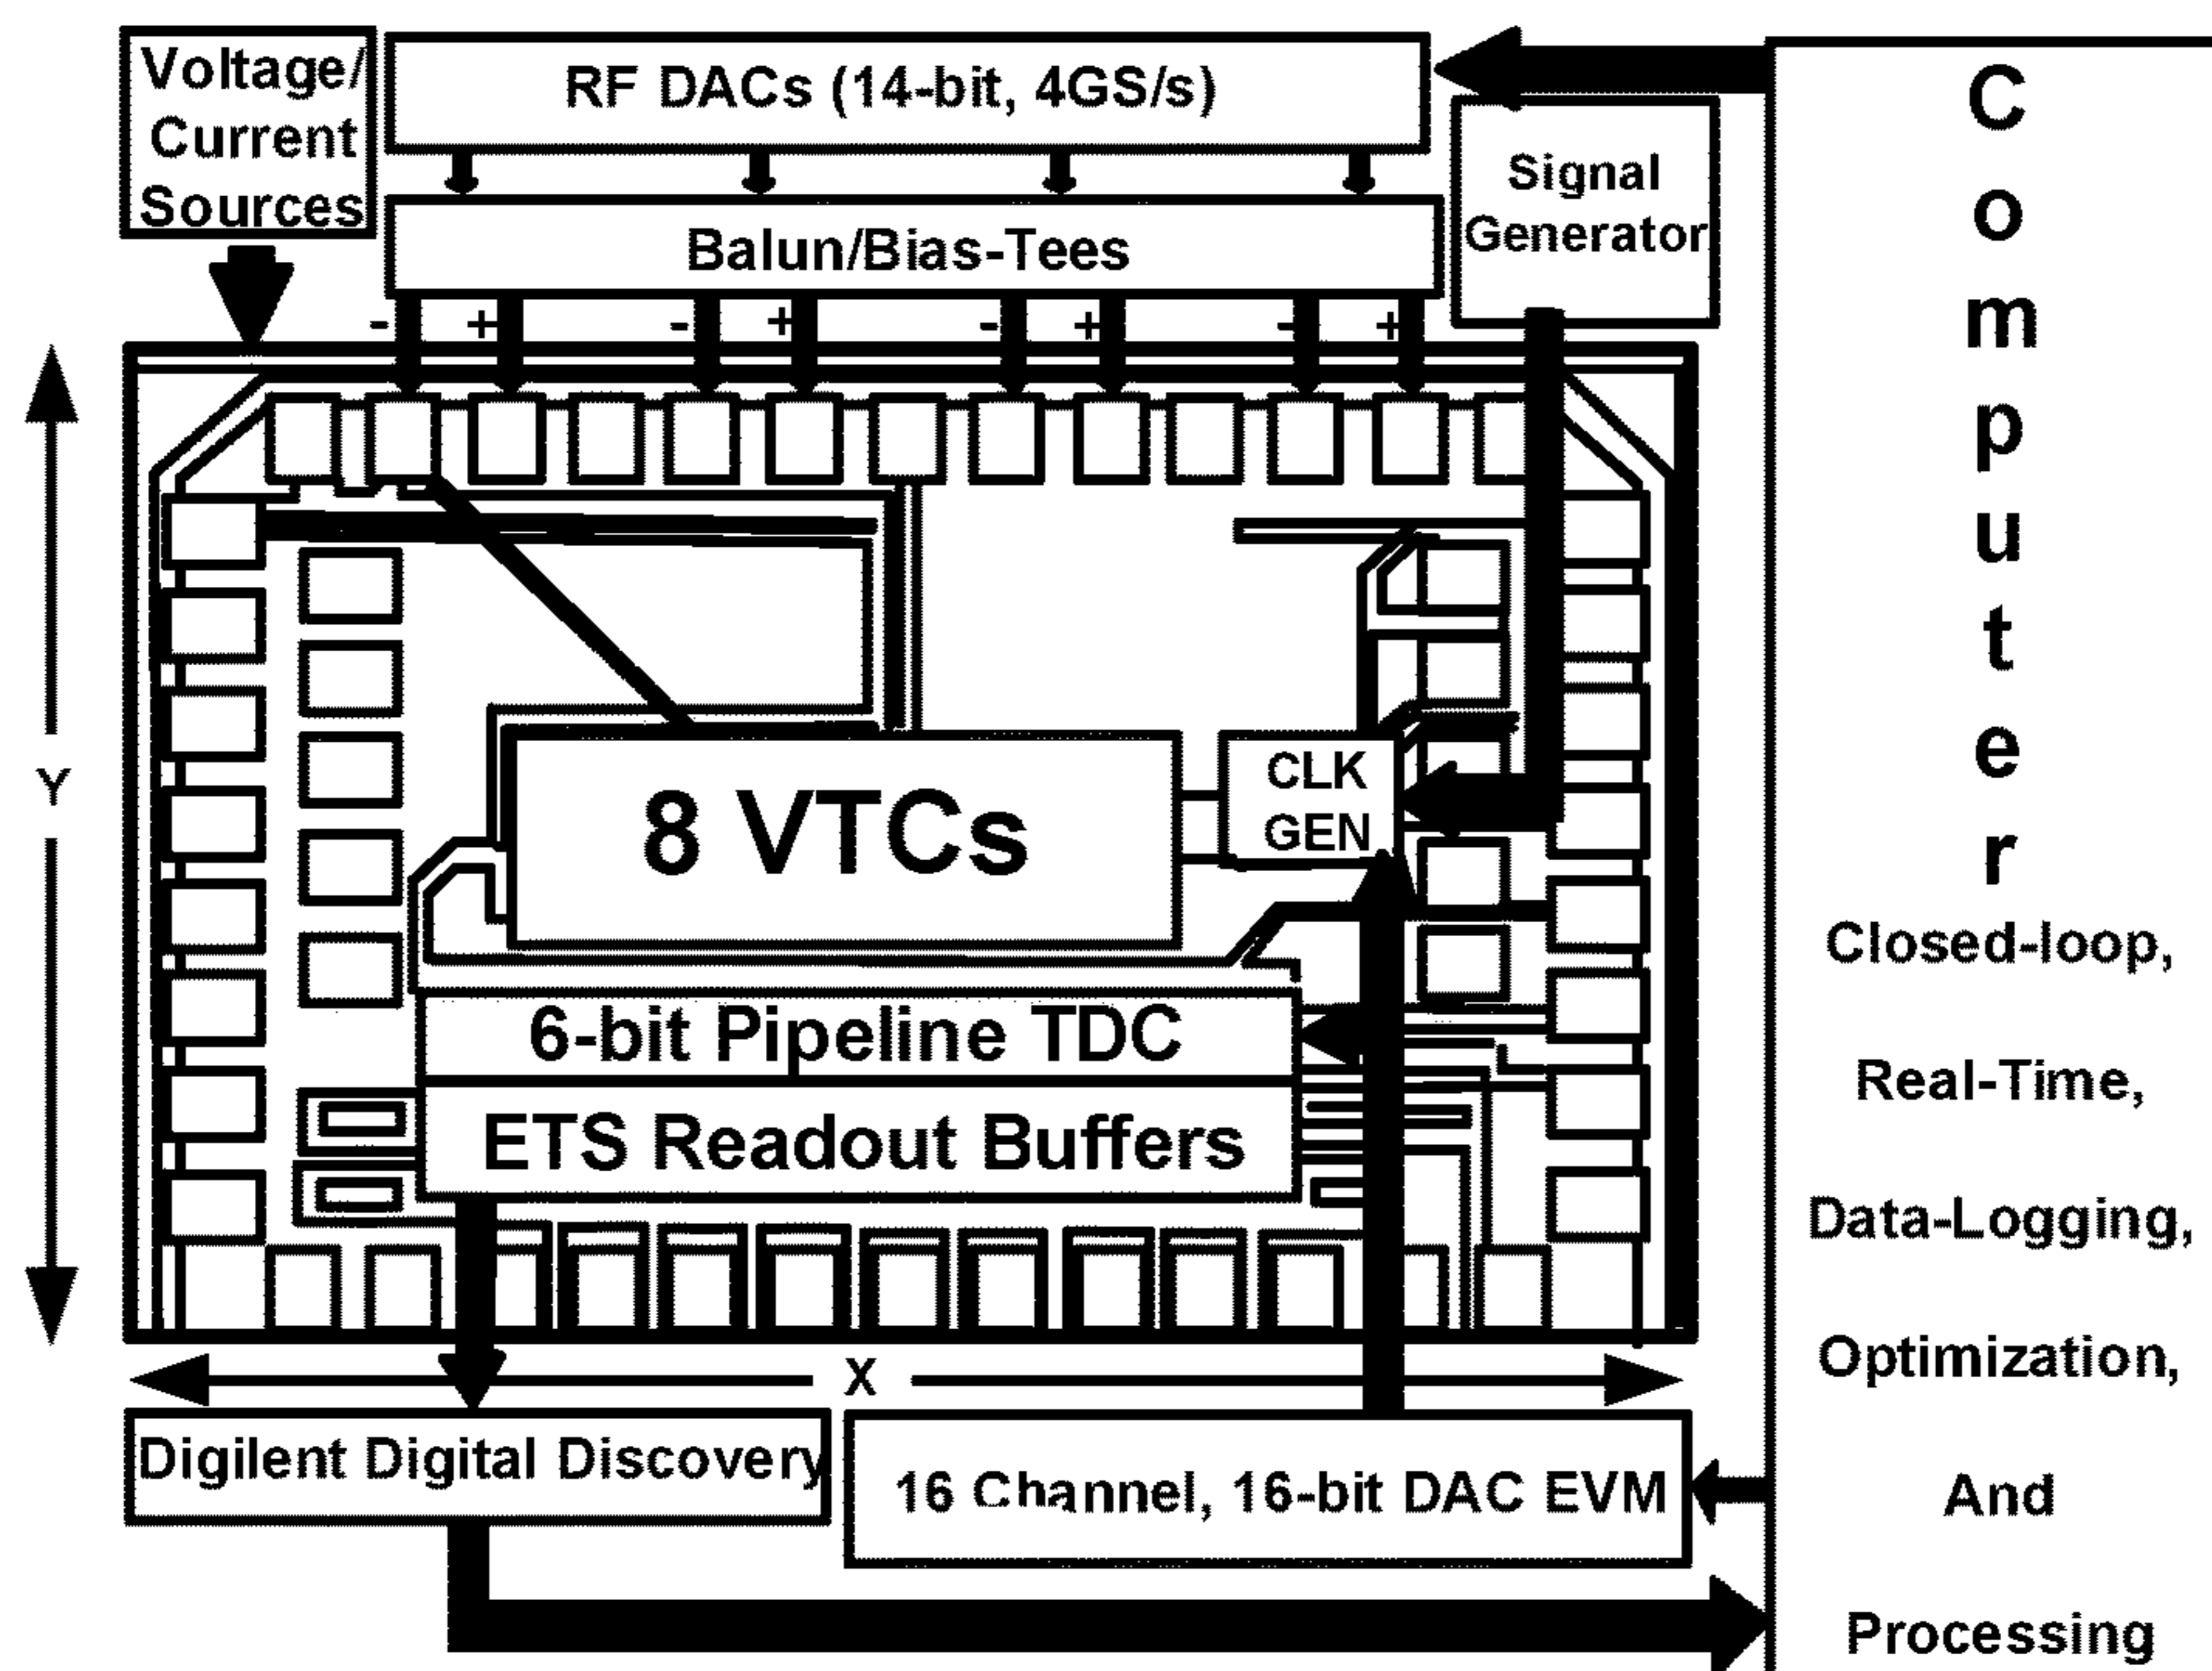 Voltage/
Current
Sources
RF DACs (14-bit, 4GS/s)
Balun/Bias-Tees
Signal
Generator
- + - + - + - +
Y
8 VTCs
CLK
GEN
6-bit Pipeline TDC
ETS Readout Buffers
X
Digilent Digital Discovery
16 Channel, 16-bit DAC EVM
Computer
Closed-loop,
Real-Time,
Data-Logging,
Optimization,
And
Processing